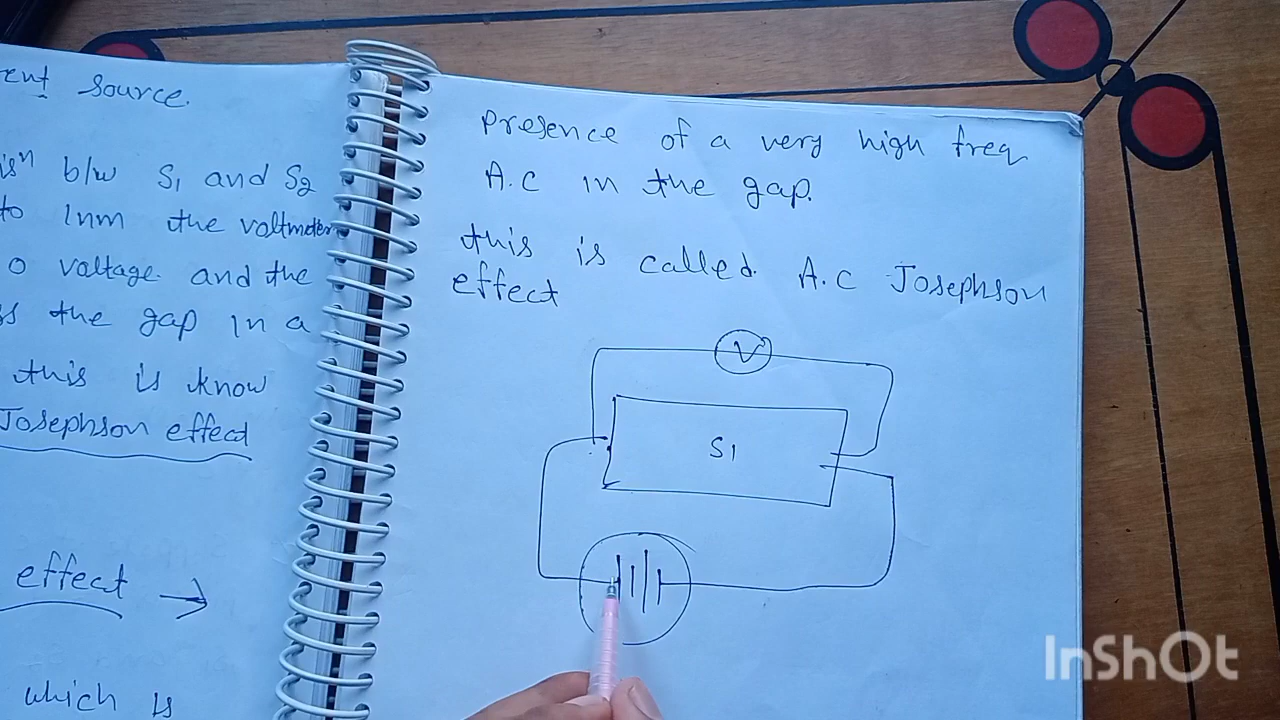 ent source.
isⁿ b/w S1 and S2
to 1nm the voltmeter
0 voltage and the
ss the gap in a
this is know
Josephson effect
effect →
which is
presence of a very high freq
A.C in the gap.
this is called A.C Josephson
effect
V
S1
InShOt